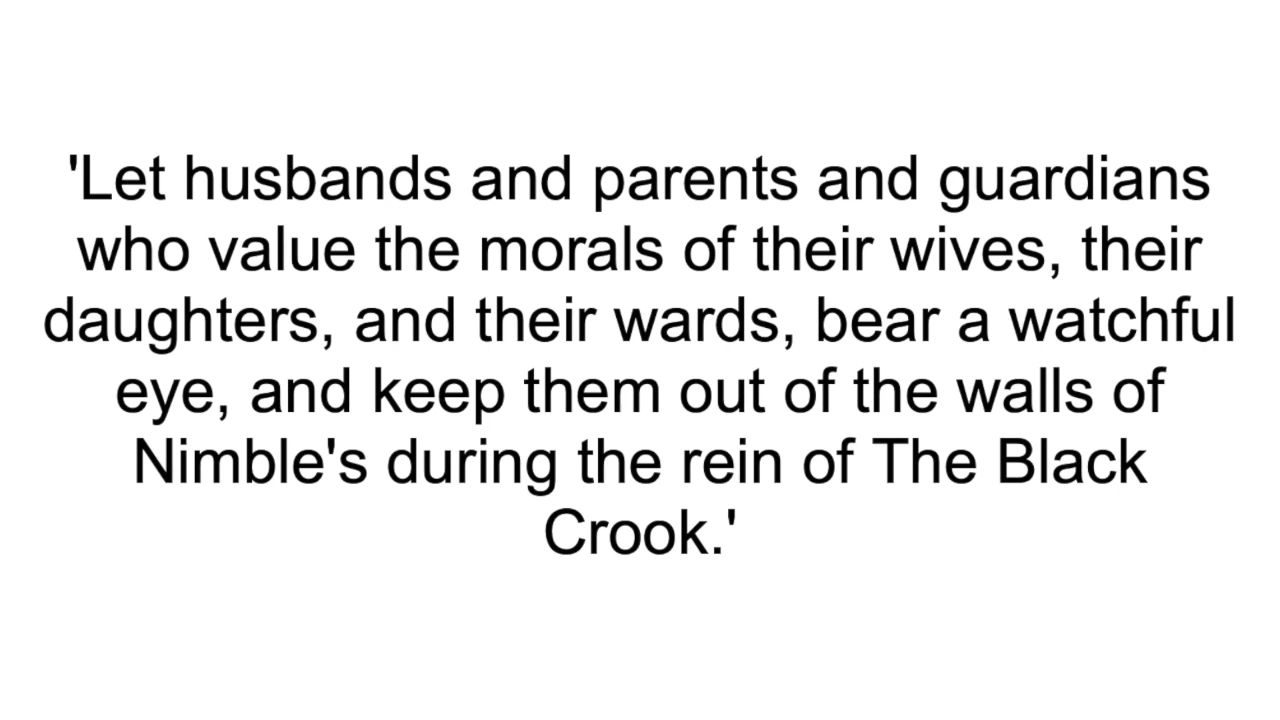 'Let husbands and parents and guardians
who value the morals of their wives, their
daughters, and their wards, bear a watchful
eye, and keep them out of the walls of
Nimble's during the rein of The Black
Crook.'